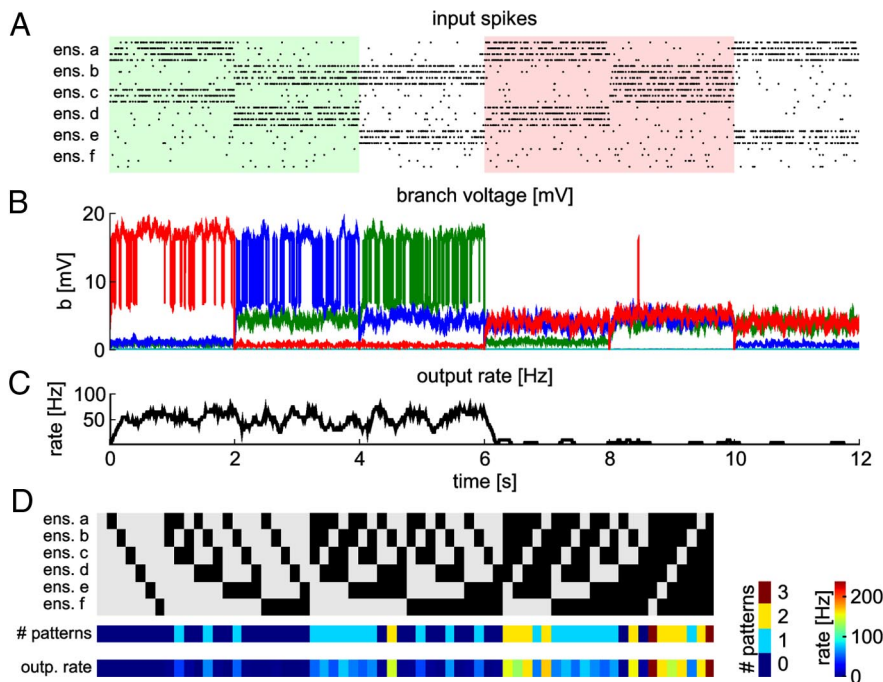 A
input spikes
ens. a
ens. b
ens. c
ens. d
ens. e
ens. f
B
branch voltage [mV]
b [mV]
20
10
0
C
output rate [Hz]
rate [Hz]
100
50
0 2 4 6 8 10 12
time [s]
D
ens. a
ens. b
ens. c
ens. d
ens. e
ens. f
# patterns
outp. rate
# patterns
3
2
1
0
rate [Hz]
200
100
0